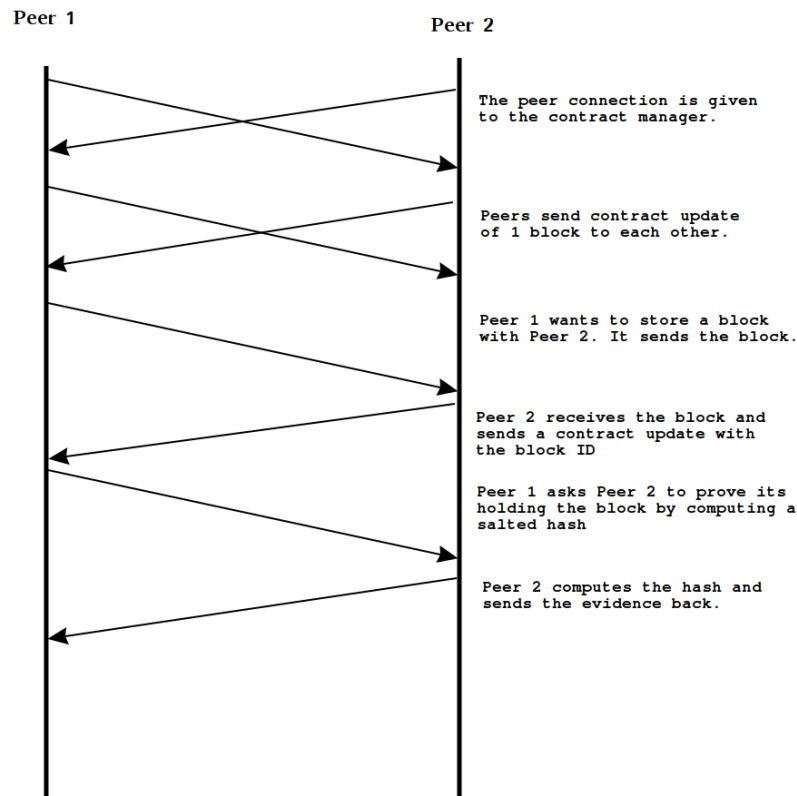 Peer 1
Peer 2
The peer connection is given
to the contract manager.
Peers send contract update
of 1 block to each other.
Peer 1 wants to store a block
with Peer 2. It sends the block.
Peer 2 receives the block and
sends a contract update with
the block ID
Peer 1 asks Peer 2 to prove its
holding the block by computing a
salted hash
Peer 2 computes the hash and
sends the evidence back.